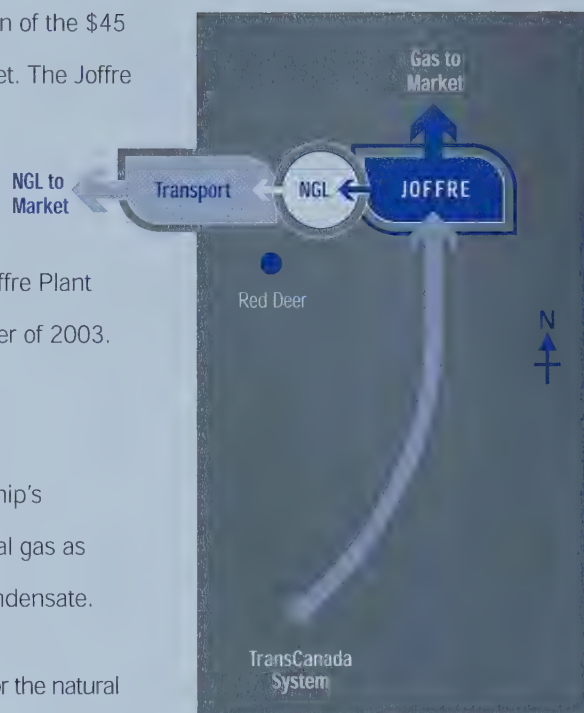 n of the $45
et. The Joffre
ffre Plant
er of 2003.
hip's
al gas as
ndensate.
or the natural
Gas to
Market
NGL to
Market
Transport
NGL
JOFFRE
Red Deer
N
TransCanada
System